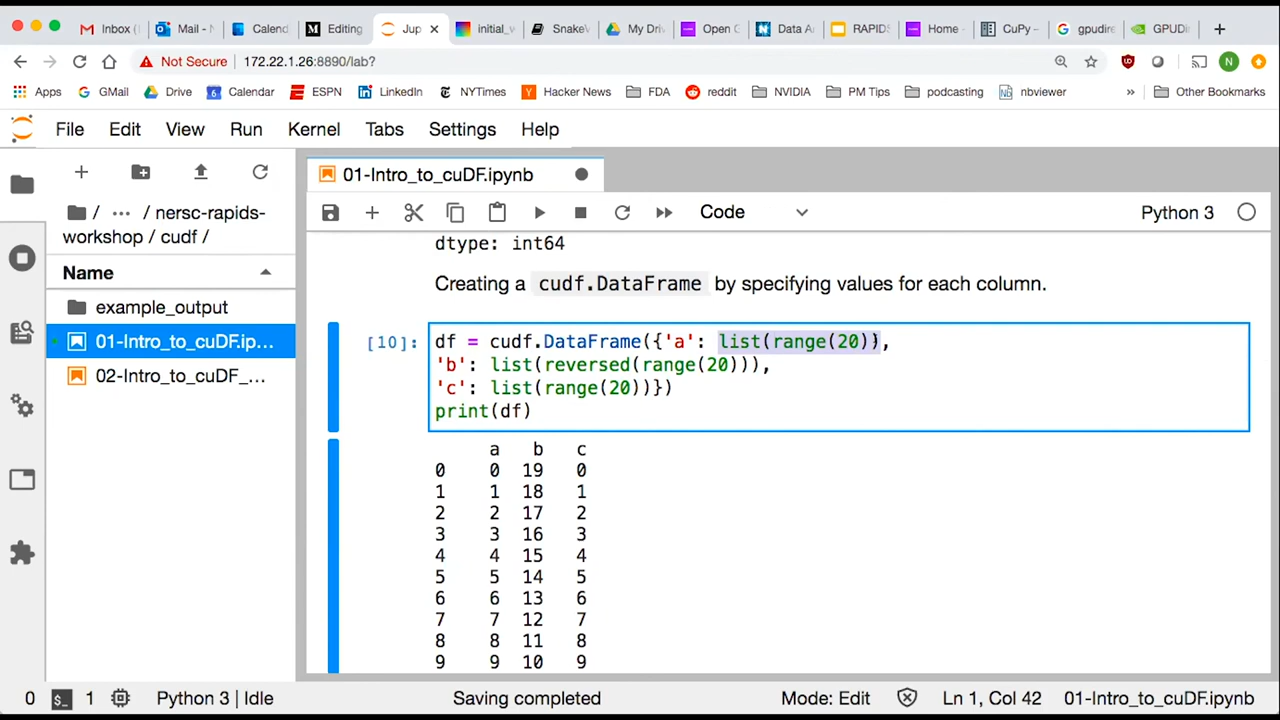 Inbox (
Mail - N
Calend
Editing
Jup
initial_v
Snake
My Driv
Open G
Data A
RAPIDS
Home -
CuPy –
gpudire
GPUDir
Not Secure 172.22.1.26:8890/lab?
Apps GMail Drive Calendar ESPN LinkedIn NYTimes Hacker News FDA reddit NVIDIA PM Tips podcasting nbviewer » Other Bookmarks
File Edit View Run Kernel Tabs Settings Help
01-Intro_to_cuDF.ipynb
/ ... / nersc-rapids-
workshop / cudf /
Code Python 3
Name
example_output
01-Intro_to_cuDF.ip...
02-Intro_to_cuDF_...
dtype: int64
Creating a cudf.DataFrame by specifying values for each column.
[10]: df = cudf.DataFrame({'a': list(range(20)),
'b': list(reversed(range(20))),
'c': list(range(20))})
print(df)
a b c
0 0 19 0
1 1 18 1
2 2 17 2
3 3 16 3
4 4 15 4
5 5 14 5
6 6 13 6
7 7 12 7
8 8 11 8
9 9 10 9
0 $_ 1 Python 3 | Idle Saving completed Mode: Edit Ln 1, Col 42 01-Intro_to_cuDF.ipynb